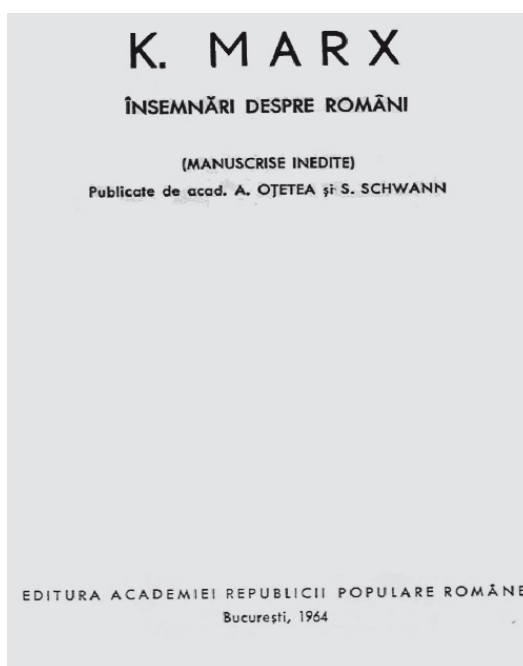 K. MARX
ÎNSEMNĂRI DESPRE ROMÂNI
(MANUSCRISE INEDITE)
Publicate de acad. A. OȚETEA și S. SCHWANN
EDITURA ACADEMIEI REPUBLICII POPULARE ROMÂNE
București, 1964